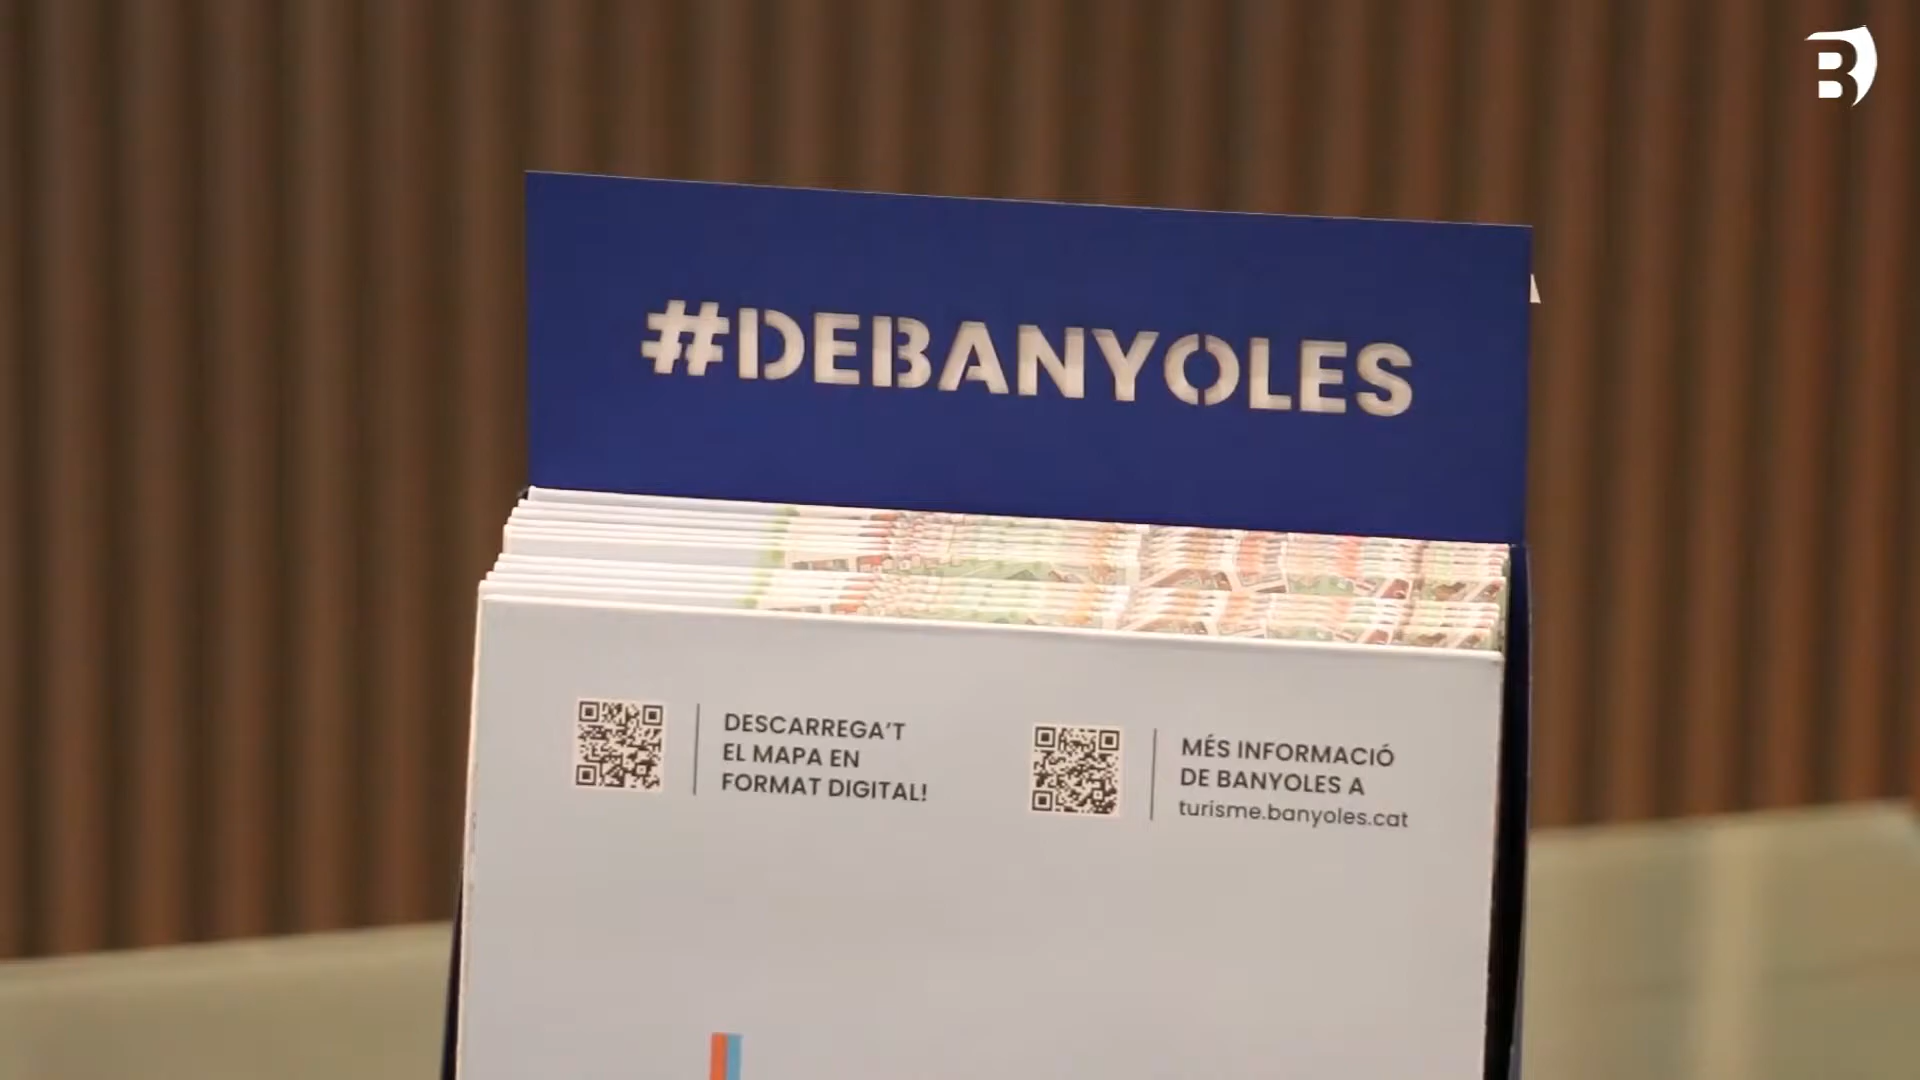 B
#DEBANYOLES
DESCARREGA'T
EL MAPA EN
FORMAT DIGITAL!
MÉS INFORMACIÓ
DE BANYOLES A
turisme.banyoles.cat